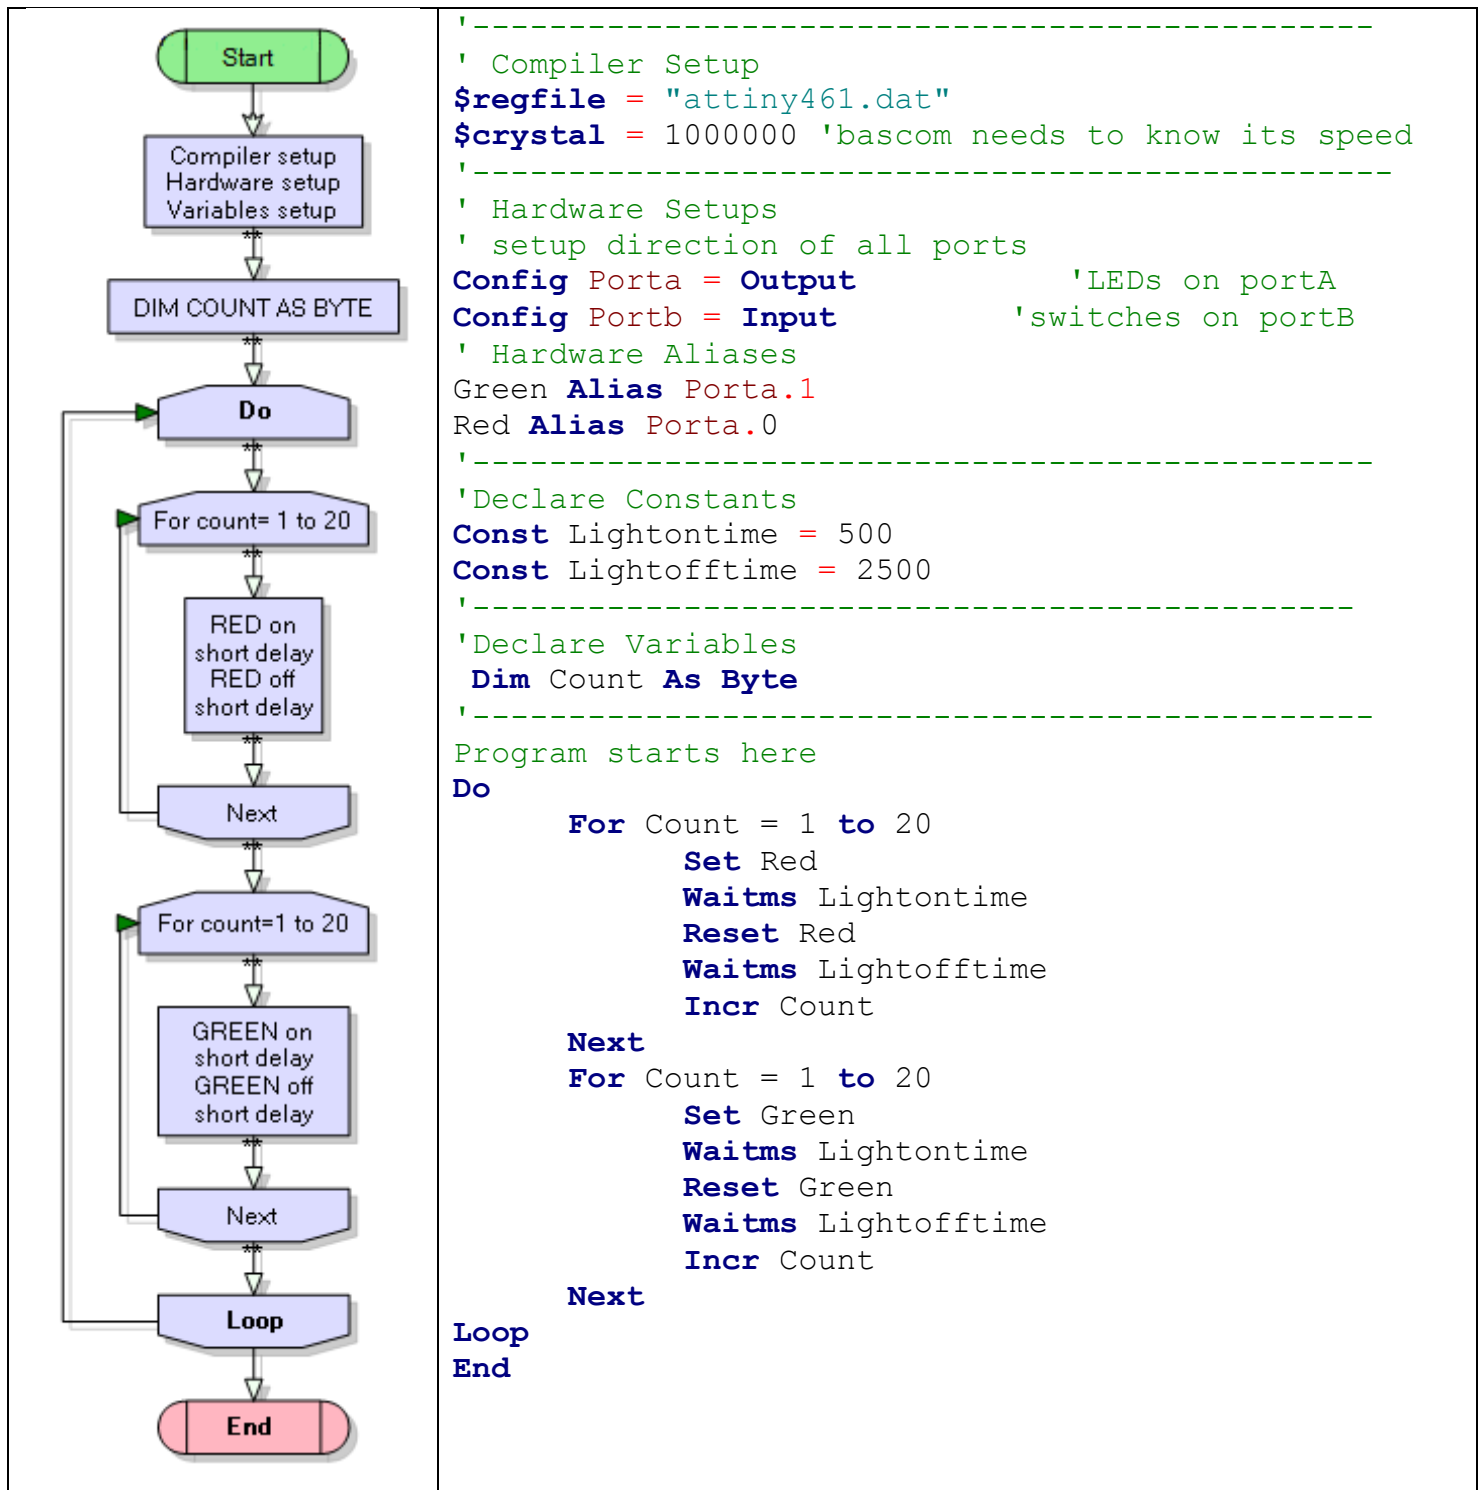 Start
Compiler setup
Hardware setup
Variables setup
**
DIM COUNT AS BYTE
**
Do
**
For count= 1 to 20
**
RED on
short delay
RED off
short delay
**
Next
**
For count=1 to 20
**
GREEN on
short delay
GREEN off
short delay
**
Next
**
Loop
End
'-----------------------------------------------
' Compiler Setup
$regfile = "attiny461.dat"
$crystal = 1000000 'bascom needs to know its speed
'------------------------------------------------
' Hardware Setups
' setup direction of all ports
Config Porta = Output 'LEDs on portA
Config Portb = Input 'switches on portB
' Hardware Aliases
Green Alias Porta.1
Red Alias Porta.0
'-----------------------------------------------
'Declare Constants
Const Lightontime = 500
Const Lightofftime = 2500
'----------------------------------------------
'Declare Variables
Dim Count As Byte
'-----------------------------------------------
Program starts here
Do
For Count = 1 to 20
Set Red
Waitms Lightontime
Reset Red
Waitms Lightofftime
Incr Count
Next
For Count = 1 to 20
Set Green
Waitms Lightontime
Reset Green
Waitms Lightofftime
Incr Count
Next
Loop
End